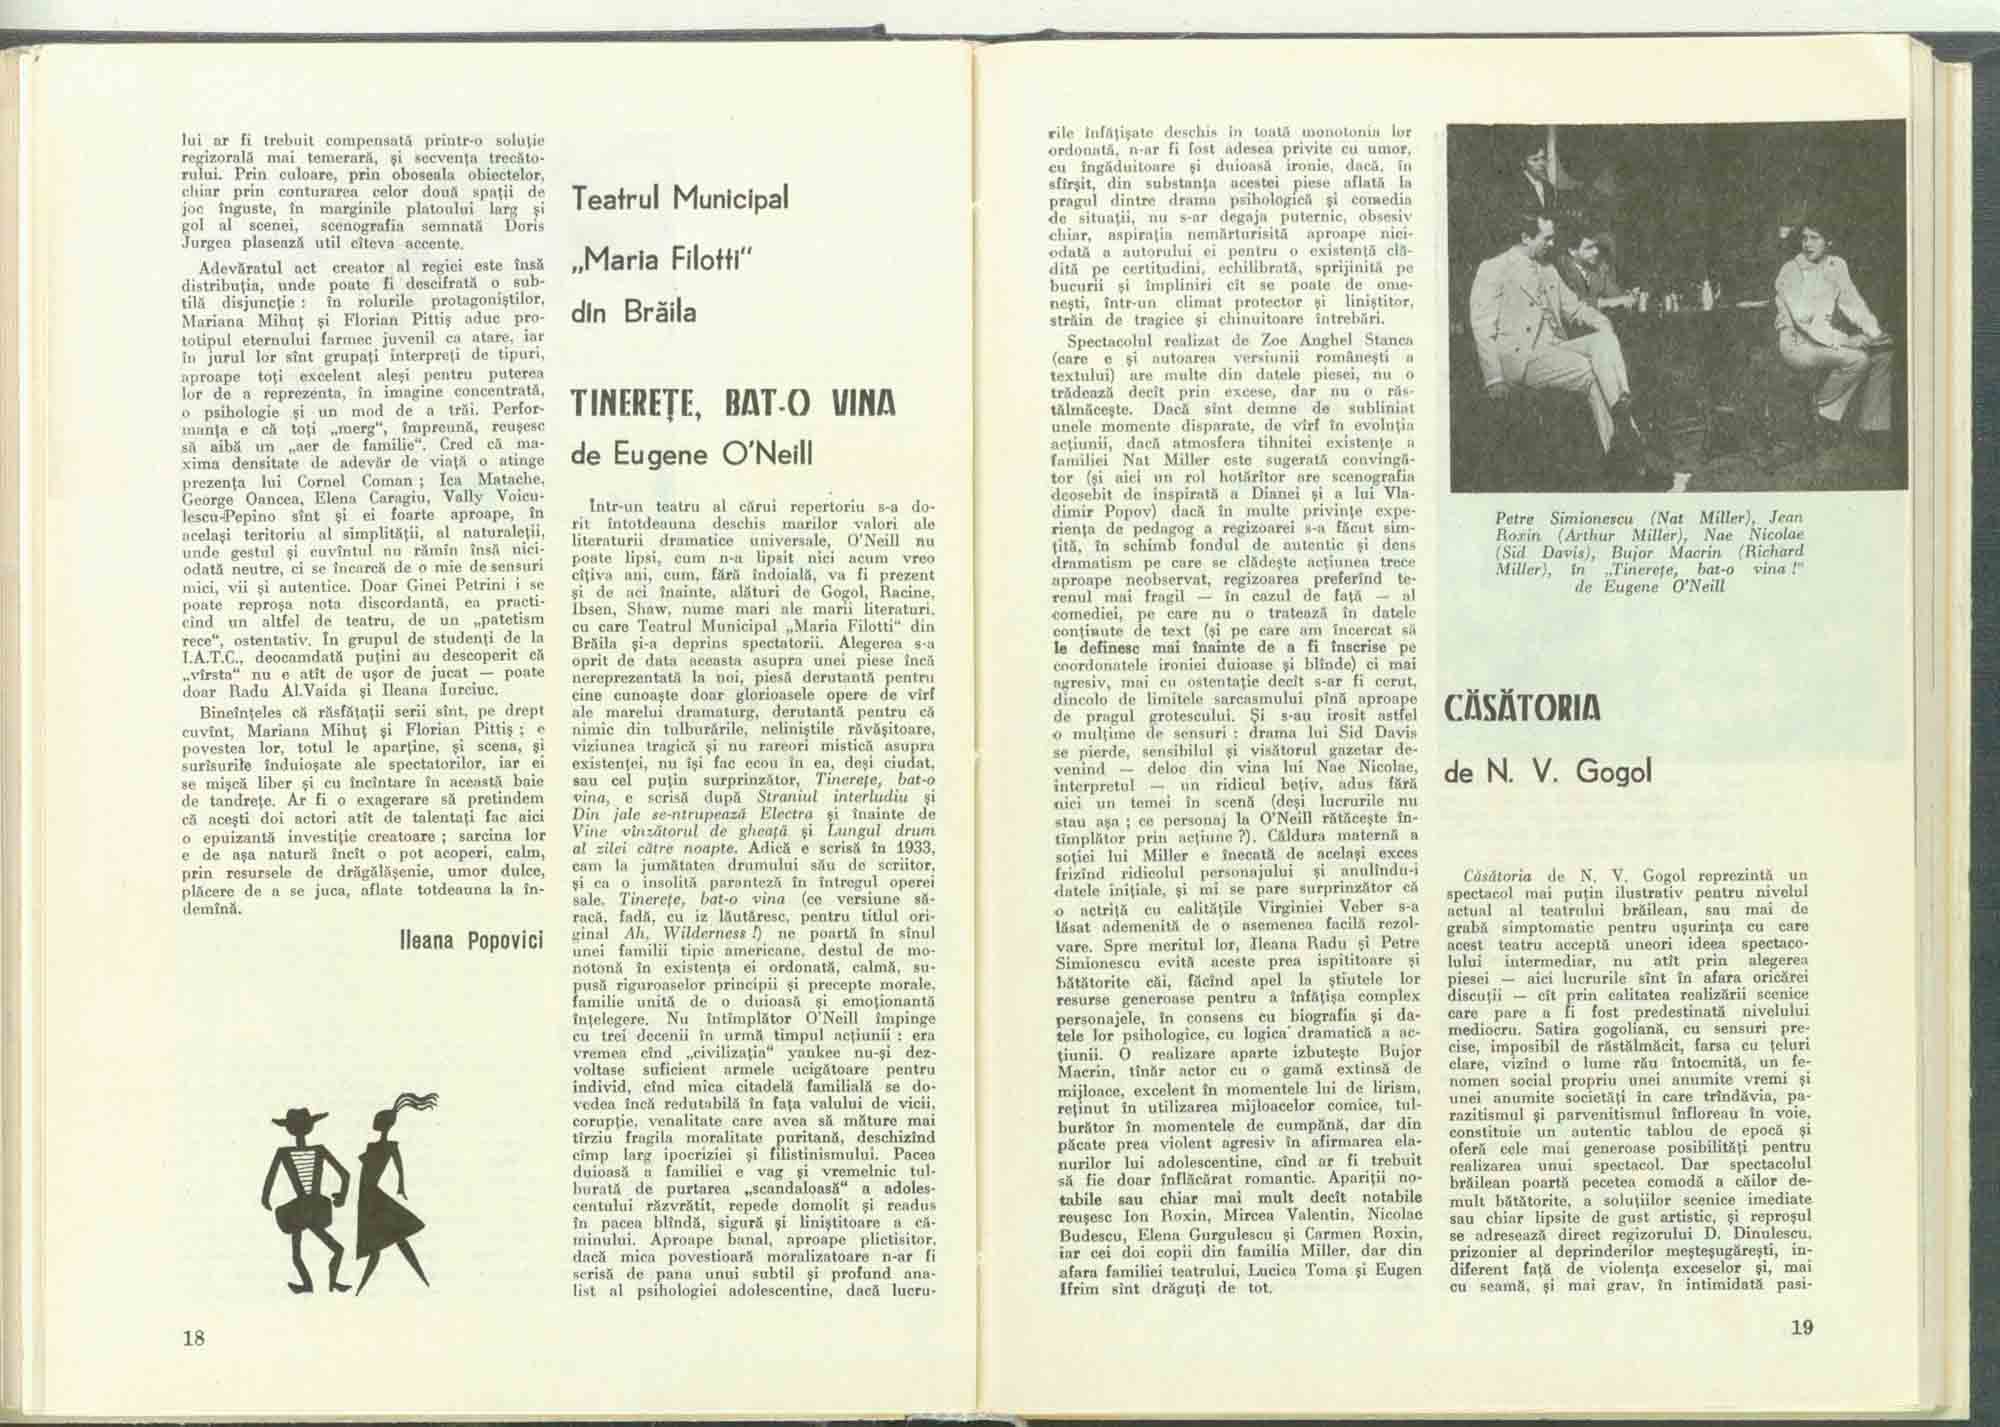 lui ar fi trebuit compensată printr-o soluție
regizorală mai temerară, și secvența trecăto-
rului. Prin culoare, prin oboseala obiectelor,
chiar prin conturarea celor două spații de
joc înguste, în marginile platoului larg și
gol al scenei, scenografia semnată Doris
Jurgea plasează util cîteva accente.
Adevăratul act creator al regiei este însă
distribuția, unde poate fi descifrată o sub-
tilă disjuncție : în rolurile protagoniștilor,
Mariana Mihuț și Florian Pittiș aduc pro-
totipul eternului farmec juvenil ca atare, iar
în jurul lor sînt grupați interpreți de tipuri,
aproape toți excelent aleși pentru puterea
lor de a reprezenta, în imagine concentrată,
o psihologie și un mod de a trăi. Perfor-
manța e că toți „merg“, împreună, reușesc
să aibă un „aer de familie“. Cred că ma-
xima densitate de adevăr de viață o atinge
prezența lui Cornel Coman ; Ica Matache,
George Oancea, Elena Caragiu, Vally Voicu-
lescu-Pepino sînt și ei foarte aproape, în
același teritoriu al simplității, al naturaleții,
unde gestul și cuvîntul nu rămîn însă nici-
odată neutre, ci se încarcă de o mie de sensuri
mici, vii și autentice. Doar Ginei Petrini i se
poate reproșa nota discordantă, ea practi-
cînd un altfel de teatru, de un „patetism
rece“, ostentativ. În grupul de studenți de la
I.A.T.C., deocamdată puțini au descoperit că
„vîrsta“ nu e atît de ușor de jucat — poate
doar Radu Al.Vaida și Ileana Iurciuc.
Bineînțeles că răsfățații serii sînt, pe drept
cuvînt, Mariana Mihuț și Florian Pittiș ; e
povestea lor, totul le aparține, și scena, și
surîsurile înduioșate ale spectatorilor, iar ei
se mișcă liber și cu încîntare în această baie
de tandrețe. Ar fi o exagerare să pretindem
că acești doi actori atît de talentați fac aici
o epuizantă investiție creatoare ; sarcina lor
e de așa natură încît o pot acoperi, calm,
prin resursele de drăgălășenie, umor dulce,
plăcere de a se juca, aflate totdeauna la în-
demînă.
Ileana Popovici
18
Teatrul Municipal
„Maria Filotti“
din Brăila
TINEREȚE, BAT-O VINA
de Eugene O'Neill
Intr-un teatru al cărui repertoriu s-a do-
rit întotdeauna deschis marilor valori ale
literaturii dramatice universale, O'Neill nu
poate lipsi, cum n-a lipsit nici acum vreo
cîțiva ani, cum, fără îndoială, va fi prezent
și de aci înainte, alături de Gogol, Racine,
Ibsen, Shaw, nume mari ale marii literaturi,
cu care Teatrul Municipal „Maria Filotti“ din
Brăila și-a deprins spectatorii. Alegerea s-a
oprit de data aceasta asupra unei piese încă
nereprezentată la noi, piesă derutantă pentru
cine cunoaște doar glorioasele opere de vîrf
ale marelui dramaturg, derutantă pentru că
nimic din tulburările, neliniștile răvășitoare,
viziunea tragică și nu rareori mistică asupra
existenței, nu își fac ecou în ea, deși ciudat,
sau cel puțin surprinzător, Tinerețe, bat-o
vina, e scrisă după Straniul interludiu și
Din jale se-ntrupează Electra și înainte de
Vine vînzătorul de gheață și Lungul drum
al zilei către noapte. Adică e scrisă în 1933,
cam la jumătatea drumului său de scriitor,
și ca o insolită paranteză în întregul operei
sale. Tinerețe, bat-o vina (ce versiune să-
racă, fadă, cu iz lăutăresc, pentru titlul ori-
ginal Ah, Wilderness !) ne poartă în sînul
unei familii tipic americane, destul de mo-
notonă în existența ei ordonată, calmă, su-
pusă riguroaselor principii și precepte morale,
familie unită de o duioasă și emoționantă
înțelegere. Nu întîmplător O'Neill împinge
cu trei decenii în urmă timpul acțiunii : era
vremea cînd „civilizația“ yankee nu-și dez-
voltase suficient armele ucigătoare pentru
individ, cînd mica citadelă familială se do-
vedea încă redutabilă în fața valului de vicii,
corupție, venalitate care avea să măture mai
tîrziu fragila moralitate puritană, deschizînd
cîmp larg ipocriziei și filistinismului. Pacea
duioasă a familiei e vag și vremelnic tul-
burată de purtarea „scandaloasă“ a adoles-
centului răzvrătit, repede domolit și readus
în pacea blîndă, sigură și liniștitoare a că-
minului. Aproape banal, aproape plictisitor,
dacă mica povestioară moralizatoare n-ar fi
scrisă de pana unui subtil și profund ana-
list al psihologiei adolescentine, dacă lucru-
rile înfățișate deschis în toată monotonia lor
ordonată, n-ar fi fost adesea privite cu umor,
cu îngăduitoare și duioasă ironie, dacă, în
sfîrșit, din substanța acestei piese aflată la
pragul dintre drama psihologică și comedia
de situații, nu s-ar degaja puternic, obsesiv
chiar, aspirația nemărturisită aproape nici-
odată a autorului ei pentru o existență clă-
dită pe certitudini, echilibrată, sprijinită pe
bucurii și împliniri cît se poate de ome-
nești, într-un climat protector și liniștitor,
străin de tragice și chinuitoare întrebări.
Spectacolul realizat de Zoe Anghel Stanca
(care e și autoarea versiunii românești a
textului) are multe din datele piesei, nu o
trădează decît prin excese, dar nu o răs-
tălmăcește. Dacă sînt demne de subliniat
unele momente disparate, de vîrf în evoluția
acțiunii, dacă atmosfera tihnitei existențe a
familiei Nat Miller este sugerată convingă-
tor (și aici un rol hotărîtor are scenografia
deosebit de inspirată a Dianei și a lui Vla-
dimir Popov) dacă în multe privințe expe-
riența de pedagog a regizoarei s-a făcut sim-
țită, în schimb fondul de autentic și dens
dramatism pe care se clădește acțiunea trece
aproape neobservat, regizoarea preferînd te-
renul mai fragil — în cazul de față — al
comediei, pe care nu o tratează în datele
conținute de text (și pe care am încercat să
le definesc mai înainte de a fi înscrise pe
coordonatele ironiei duioase și blînde) ci mai
agresiv, mai cu ostentație decît s-ar fi cerut,
dincolo de limitele sarcasmului pînă aproape
de pragul grotescului. Și s-au irosit astfel
o mulțime de sensuri : drama lui Sid Davis
se pierde, sensibilul și visătorul gazetar de-
venind — deloc din vina lui Nae Nicolae,
interpretul — un ridicul bețiv, adus fără
nici un temei în scenă (deși lucrurile nu
stau așa ; ce personaj la O'Neill rătăcește în-
tîmplător prin acțiune ?). Căldura maternă a
soției lui Miller e înecată de același exces
frizînd ridicolul personajului și anulîndu-i
datele inițiale, și mi se pare surprinzător că
o actriță cu calitățile Virginiei Veber s-a
lăsat ademenită de o asemenea facilă rezol-
vare. Spre meritul lor, Ileana Radu și Petre
Simionescu evită aceste prea ispititoare și
bătătorite căi, făcînd apel la știutele lor
resurse generoase pentru a înfățișa complex
personajele, în consens cu biografia și da-
tele lor psihologice, cu logica dramatică a ac-
țiunii. O realizare aparte izbutește Bujor
Macrin, tînăr actor cu o gamă extinsă de
mijloace, excelent în momentele lui de lirism,
reținut în utilizarea mijloacelor comice, tul-
burător în momentele de cumpănă, dar din
păcate prea violent agresiv în afirmarea ela-
nurilor lui adolescentine, cînd ar fi trebuit
să fie doar înflăcărat romantic. Apariții no-
tabile sau chiar mai mult decît notabile
reușesc Ion Roxin, Mircea Valentin, Nicolae
Budescu, Elena Gurgulescu și Carmen Roxin,
iar cei doi copii din familia Miller, dar din
afara familiei teatrului, Lucica Toma și Eugen
Ifrim sînt drăguți de tot.
Petre Simionescu (Nat Miller), Jean
Roxin (Arthur Miller), Nae Nicolae
(Sid Davis), Bujor Macrin (Richard
Miller), în „Tinerețe, bat-o vina !"
de Eugene O'Neill
CĂSĂTORIA
de N. V. Gogol
Căsătoria de N. V. Gogol reprezintă un
spectacol mai puțin ilustrativ pentru nivelul
actual al teatrului brăilean, sau mai de
grabă simptomatic pentru ușurința cu care
acest teatru acceptă uneori ideea spectaco-
lului intermediar, nu atît prin alegerea
piesei — aici lucrurile sînt în afara oricărei
discuții — cît prin calitatea realizării scenice
care pare a fi fost predestinată nivelului
mediocru. Satira gogoliană, cu sensuri pre-
cise, imposibil de răstălmăcit, farsa cu țeluri
clare, vizînd o lume rău întocmită, un fe-
nomen social propriu unei anumite vremi și
unei anumite societăți în care trîndăvia, pa-
razitismul și parvenitismul înfloreau în voie,
constituie un autentic tablou de epocă și
oferă cele mai generoase posibilități pentru
realizarea unui spectacol. Dar spectacolul
brăilean poartă pecetea comodă a căilor de-
mult bătătorite, a soluțiilor scenice imediate
sau chiar lipsite de gust artistic, și reproșul
se adresează direct regizorului D. Dinulescu,
prizonier al deprinderilor meșteșugărești, in-
diferent față de violența exceselor și, mai
cu seamă, și mai grav, în intimidată pasi-
19